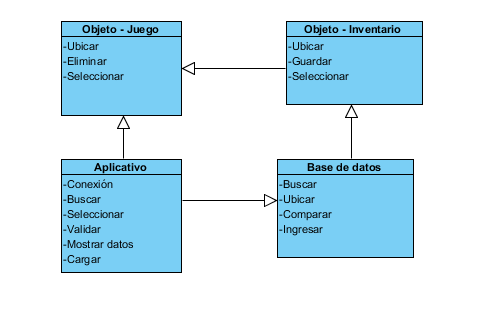 Objeto - Juego
-Ubicar
-Eliminar
-Seleccionar
Objeto - Inventario
-Ubicar
-Guardar
-Seleccionar
Aplicativo
-Conexión
-Buscar
-Seleccionar
-Validar
-Mostrar datos
-Cargar
Base de datos
-Buscar
-Ubicar
-Comparar
-Ingresar